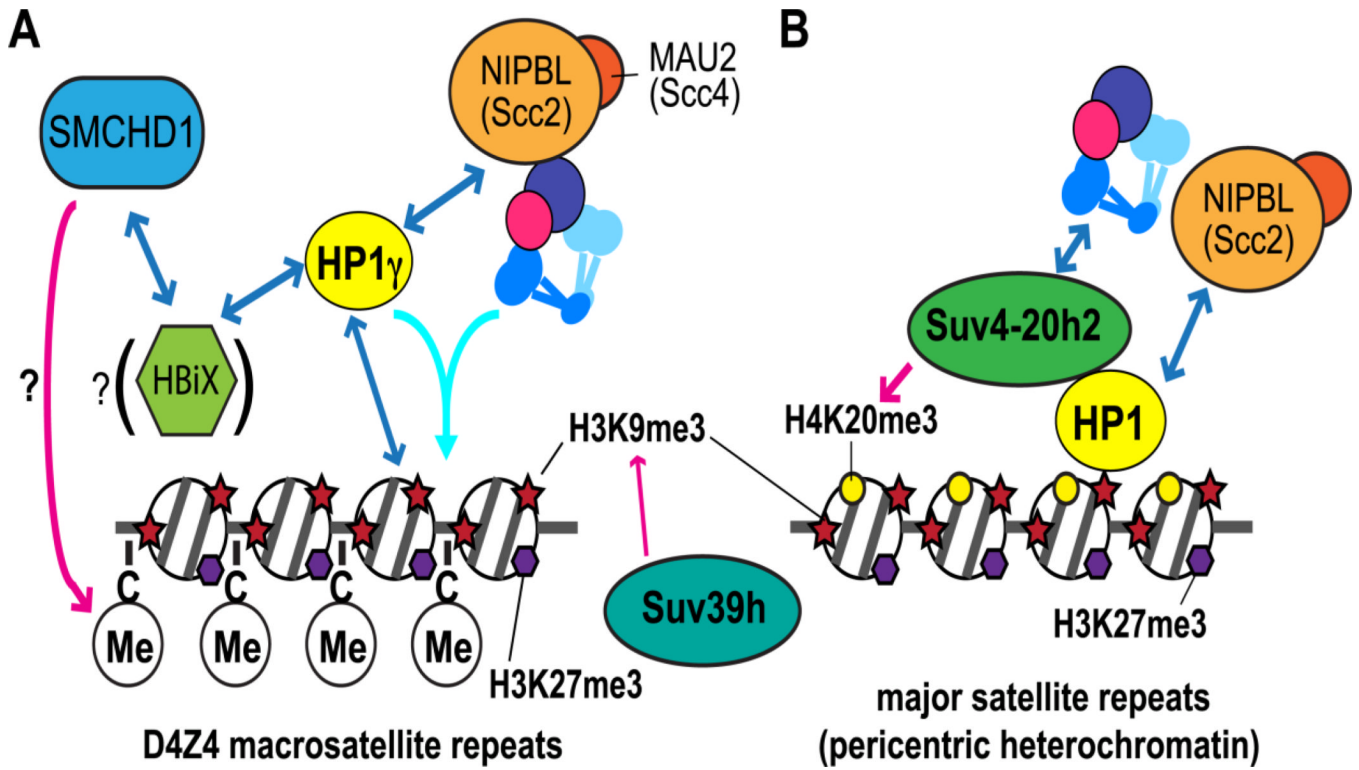 A
SMCHD1
NIPBL
(Scc2)
MAU2
(Scc4)
HP1γ
?
?
(HBiX)
H3K9me3
C
C
C
C
Me
Me
Me
Me
Suv39h
H3K27me3
D4Z4 macrosatellite repeats
B
NIPBL
(Scc2)
Suv4-20h2
H4K20me3
HP1
H3K27me3
major satellite repeats
(pericentric heterochromatin)